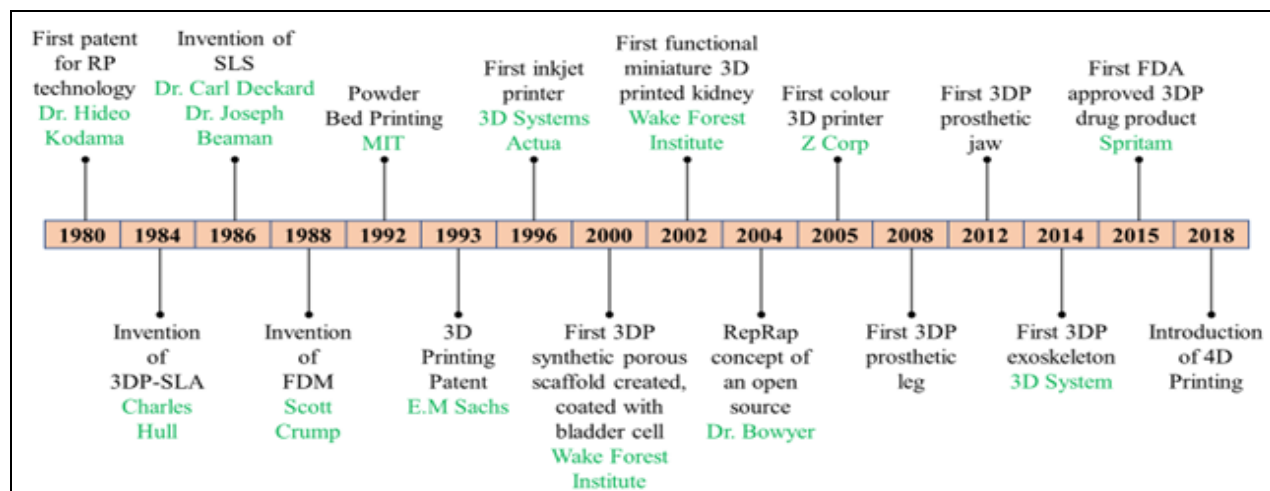 First patent
for RP
technology
Dr. Hideo
Kodama
Invention of
SLS
Dr. Carl Deckard
Dr. Joseph
Beaman
Powder
Bed Printing
MIT
First inkjet
printer
3D Systems
Actua
First functional
miniature 3D
printed kidney
Wake Forest
Institute
First colour
3D printer
Z Corp
First 3DP
prosthetic
jaw
First FDA
approved 3DP
drug product
Spritam
1980 1984 1986 1988 1992 1993 1996 2000 2002 2004 2005 2008 2012 2014 2015 2018
Invention
of
3DP-SLA
Charles
Hull
Invention
of
FDM
Scott
Crump
3D
Printing
Patent
E.M Sachs
First 3DP
synthetic porous
scaffold created,
coated with
bladder cell
Wake Forest
Institute
RepRap
concept of
an open
source
Dr. Bowyer
First 3DP
prosthetic
leg
First 3DP
exoskeleton
3D System
Introduction
of 4D
Printing